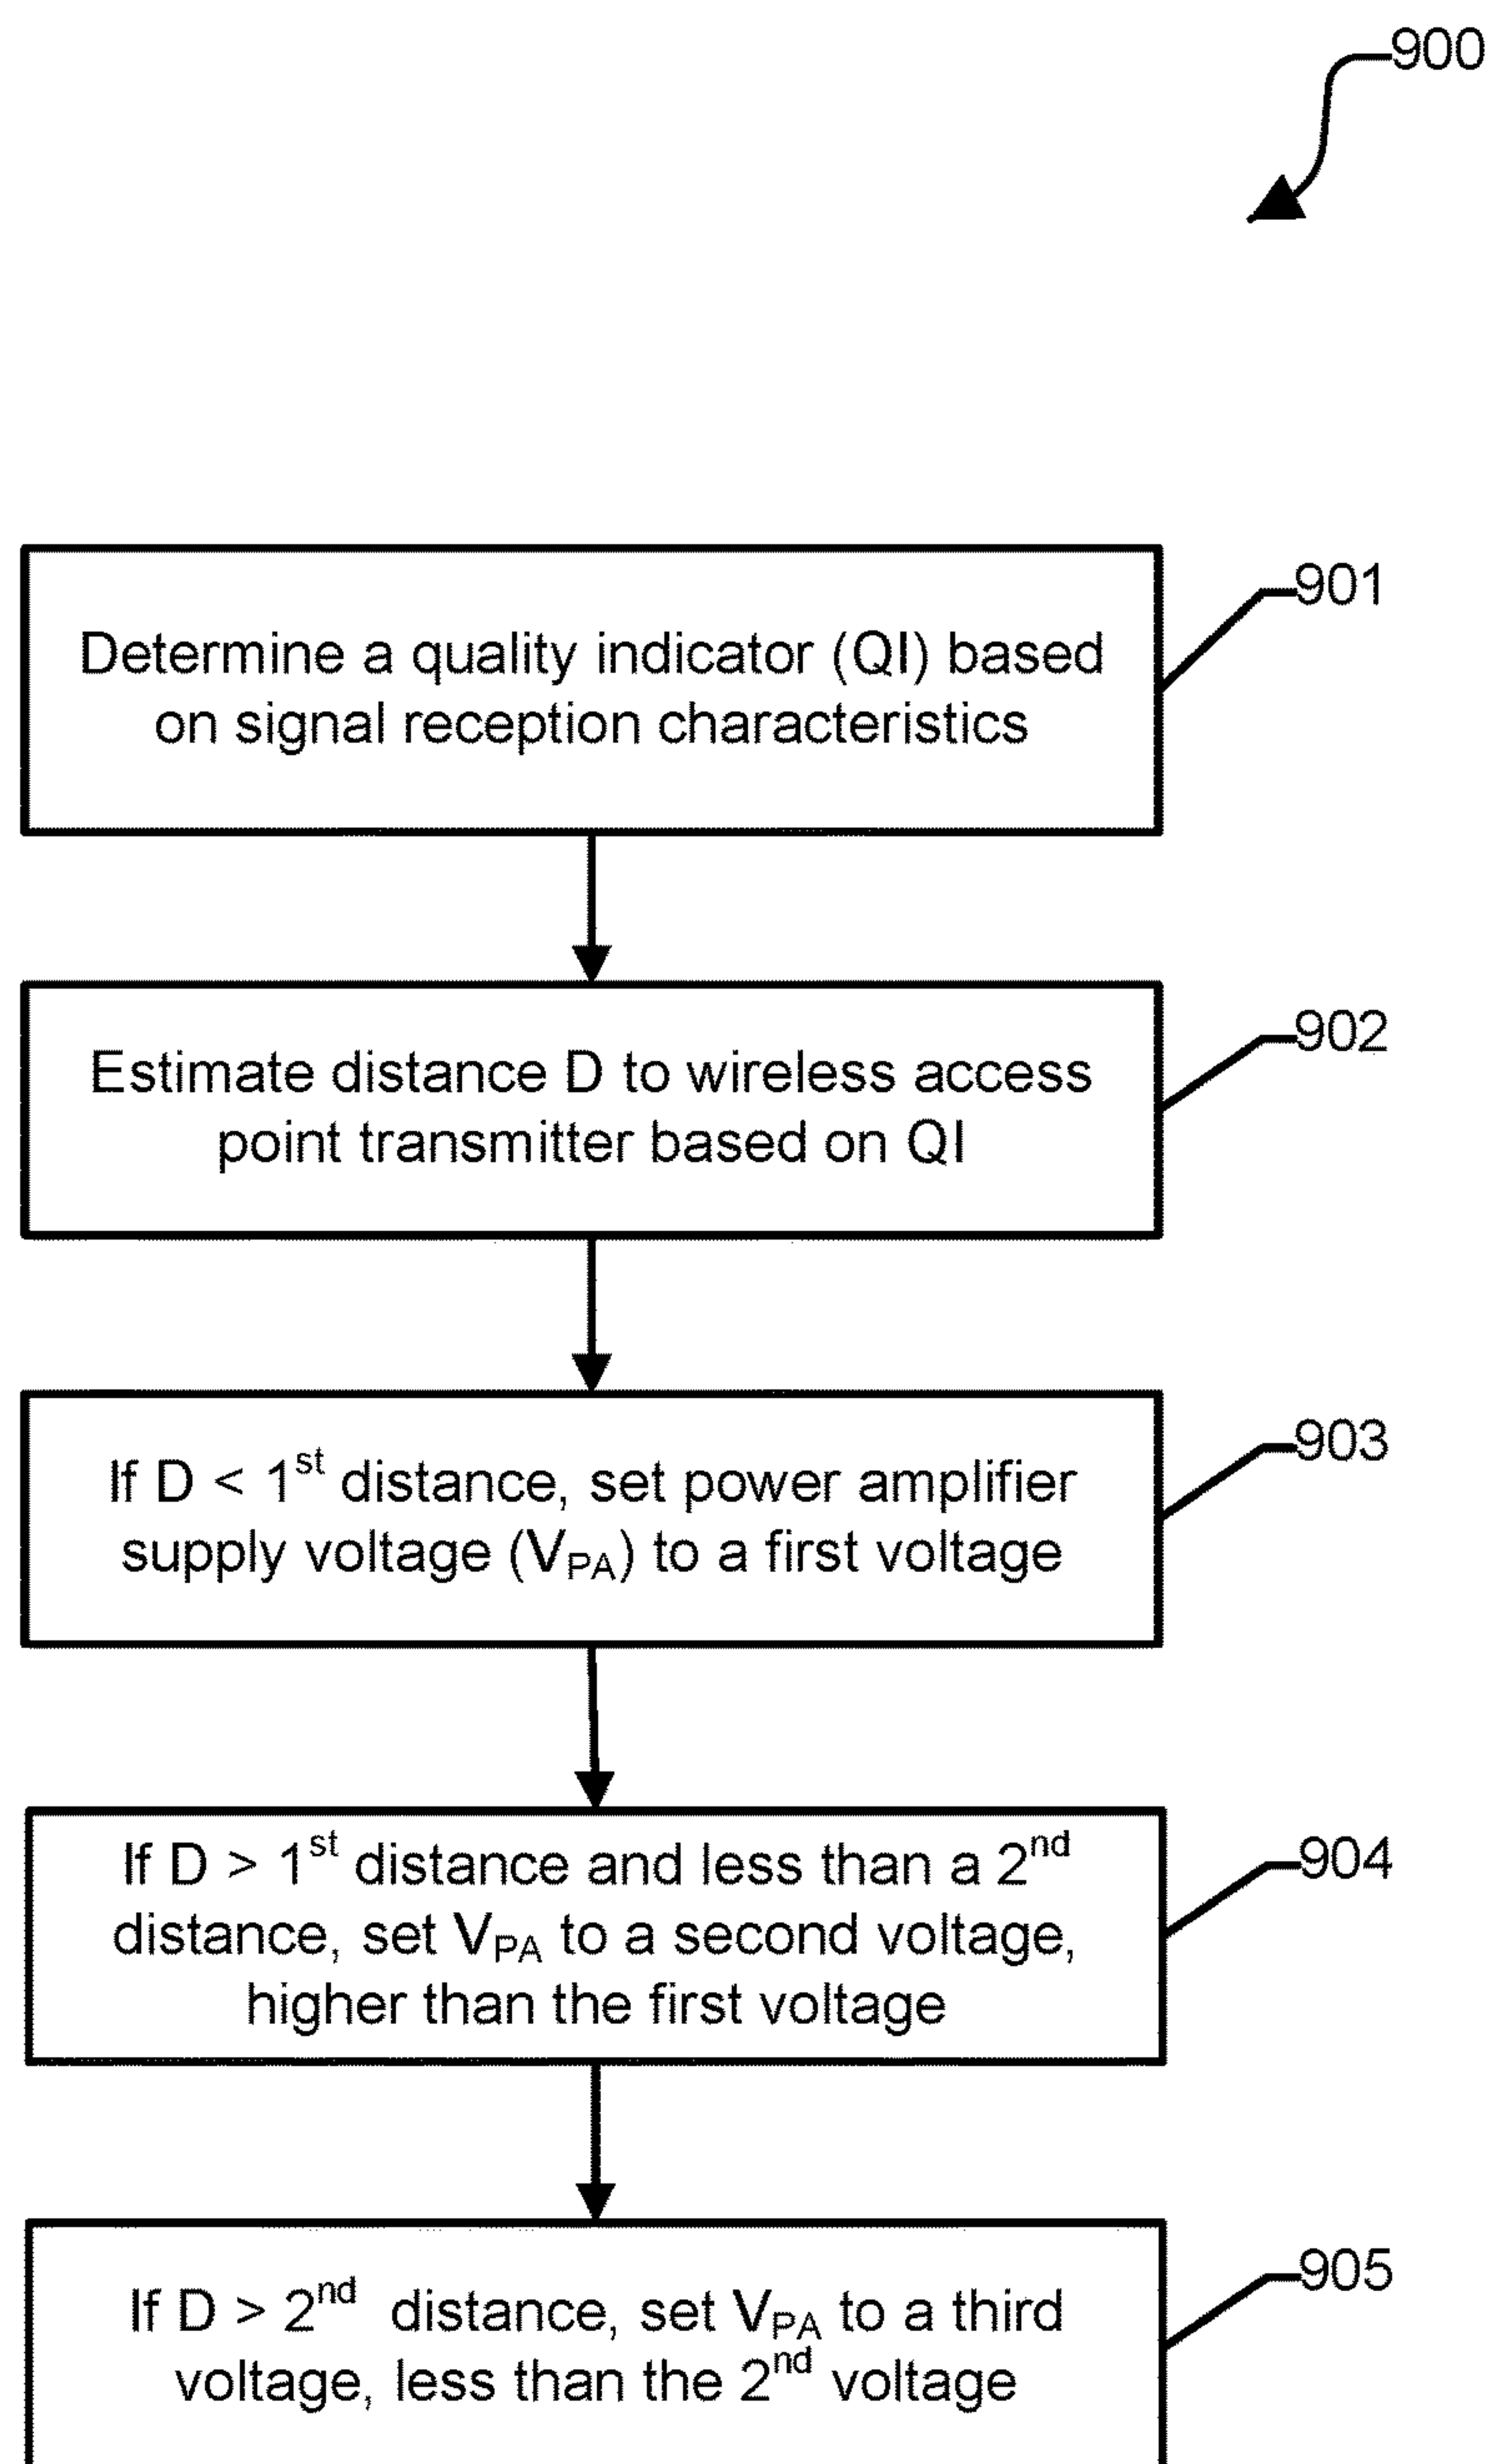 900
Determine a quality indicator (QI) based
on signal reception characteristics
901
Estimate distance D to wireless access
point transmitter based on QI
902
If D < 1st distance, set power amplifier
supply voltage (VPA) to a first voltage
903
If D > 1st distance and less than a 2nd
distance, set VPA to a second voltage,
higher than the first voltage
904
If D > 2nd distance, set VPA to a third
voltage, less than the 2nd voltage
905